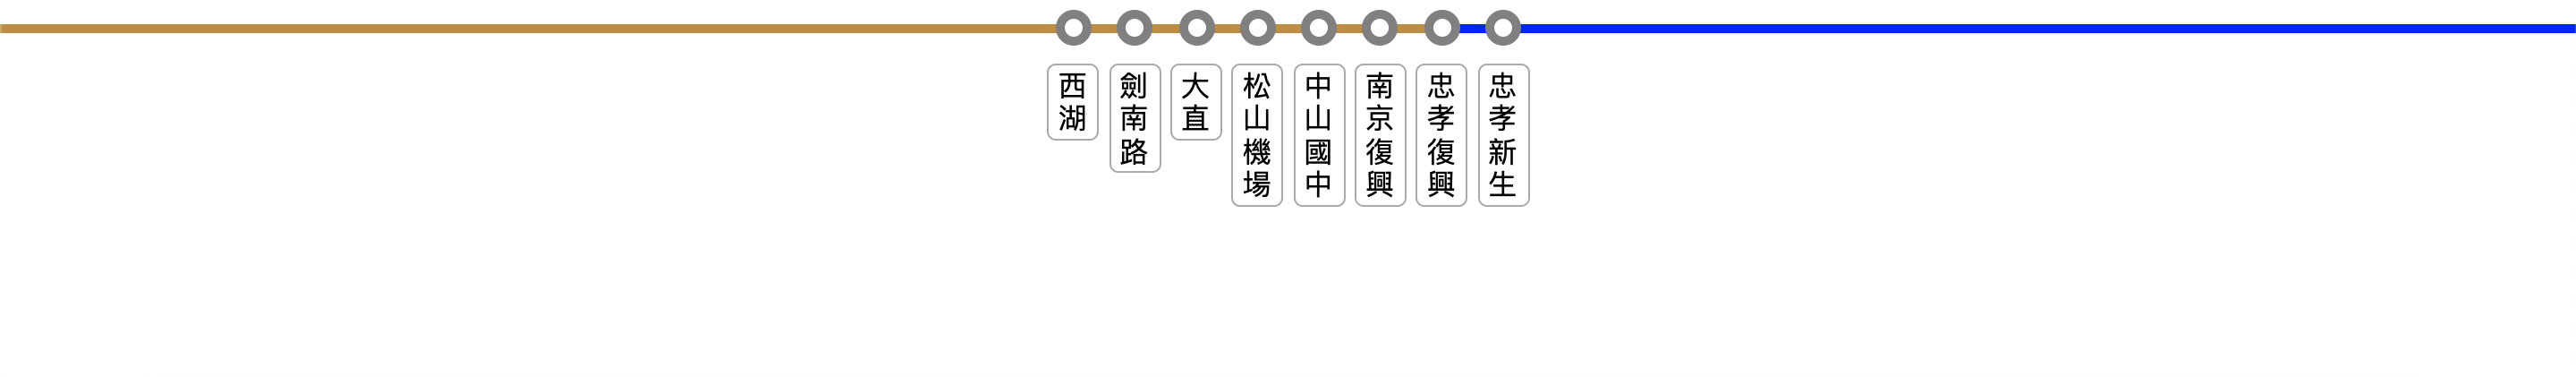 西湖
劍南路
大直
松山機場
中山國中
南京復興
忠孝復興
忠孝新生